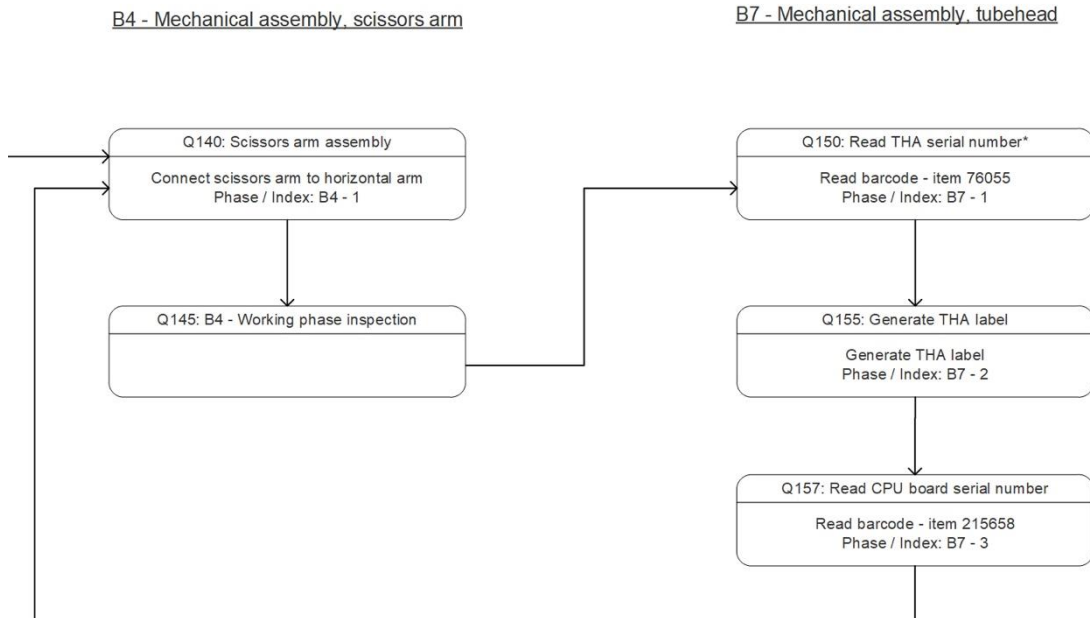 B4 - Mechanical assembly, scissors arm
B7 - Mechanical assembly, tubehead
Q140: Scissors arm assembly
Connect scissors arm to horizontal arm
Phase / Index: B4 - 1
Q145: B4 - Working phase inspection
Q150: Read THA serial number*
Read barcode - item 76055
Phase / Index: B7 - 1
Q155: Generate THA label
Generate THA label
Phase / Index: B7 - 2
Q157: Read CPU board serial number
Read barcode - item 215658
Phase / Index: B7 - 3